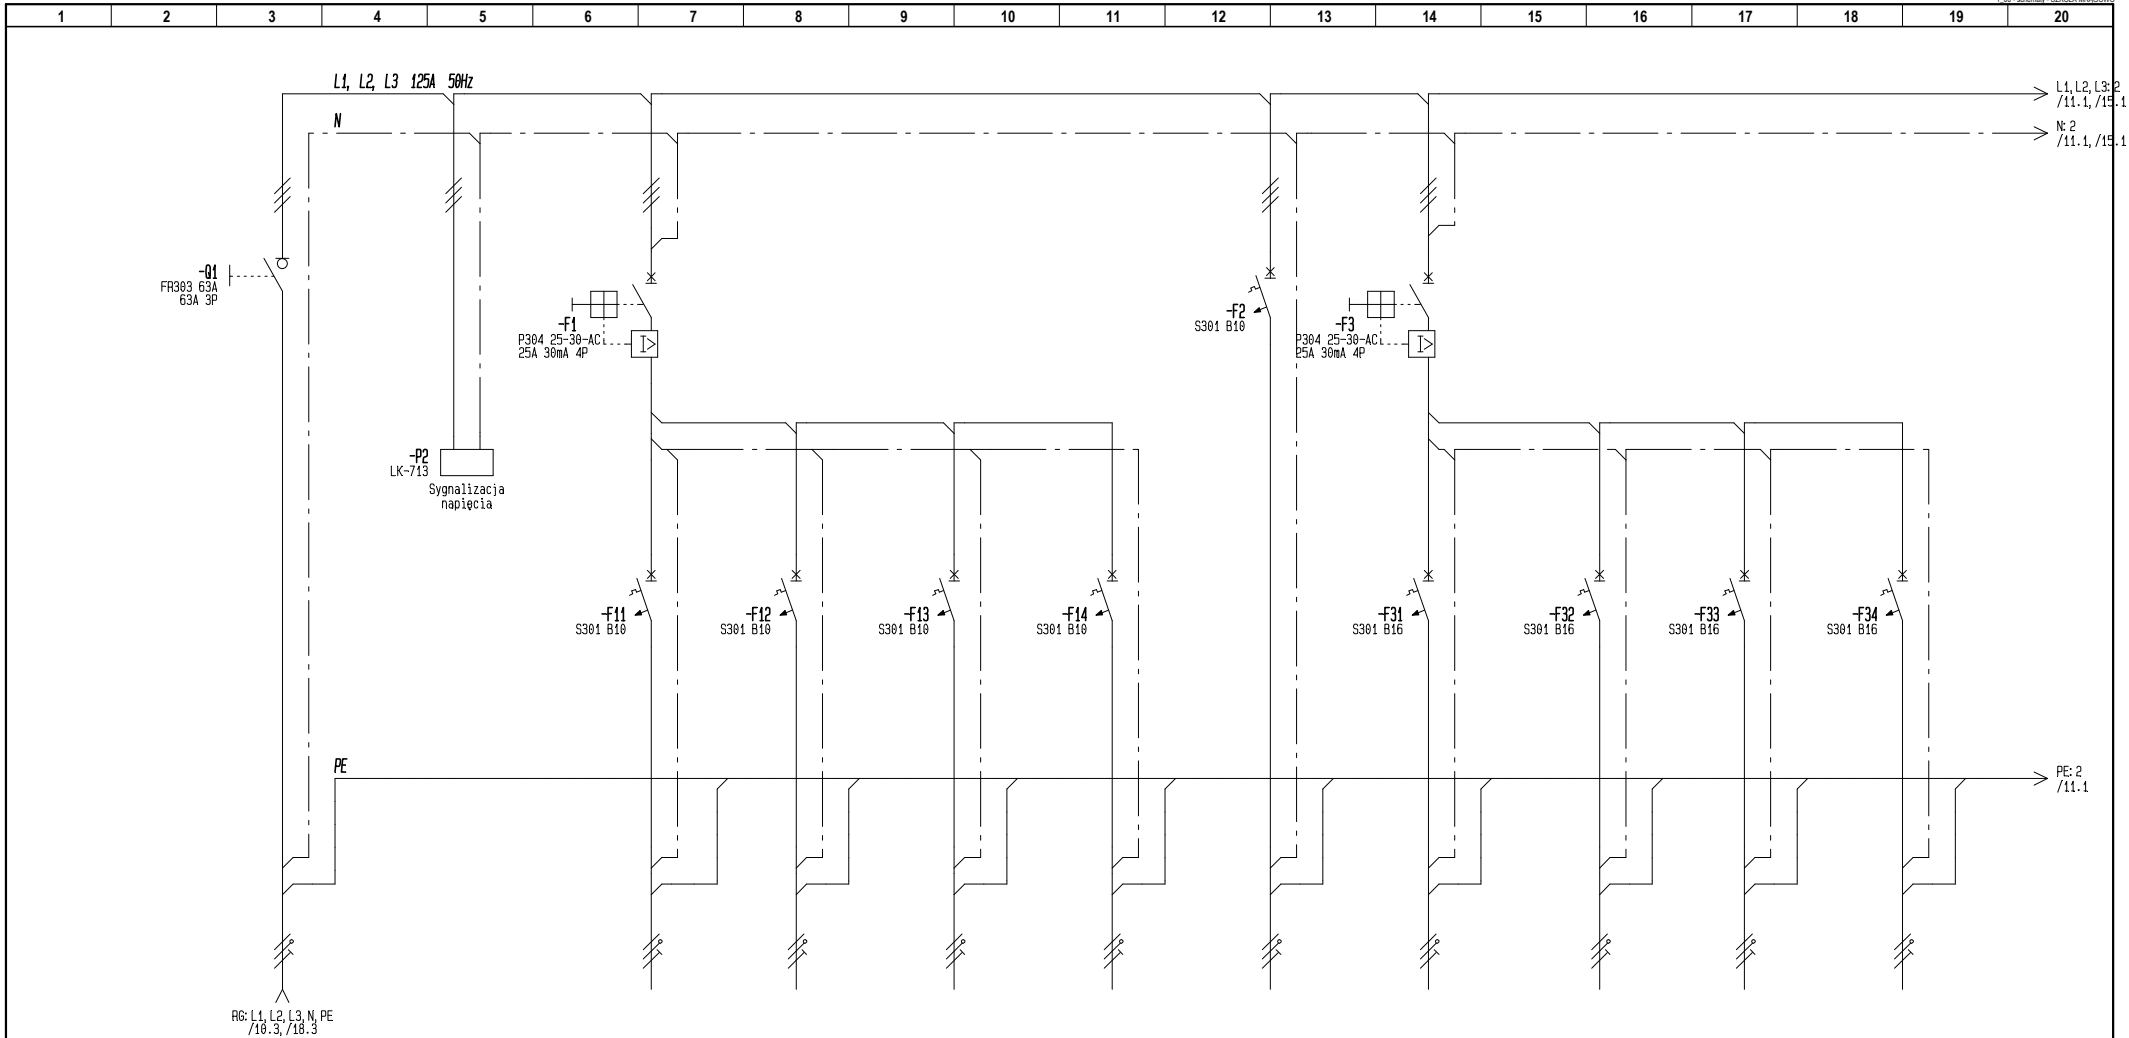 1 2 3 4 5 6 7 8 9 10 11 12 13 14 15 16 17 18 19 20
L1, L2, L3 125A 50Hz
L1, L2, L3: 2
/11.1, /15.1
N
N: 2
/11.1, /15.1
-Q1
FR303 63A
63A 3P
-F1
P304 25-30-AC
25A 30mA 4P
-F2
S301 B10
-F3
P304 25-30-AC
25A 30mA 4P
-P2
LK-713
Sygnalizacja
napięcia
-F11
S301 B10
-F12
S301 B10
-F13
S301 B10
-F14
S301 B10
-F31
S301 B16
-F32
S301 B16
-F33
S301 B16
-F34
S301 B16
PE
PE: 2
/11.1
RG: L1, L2, L3, N, PE
/10.3, /18.3